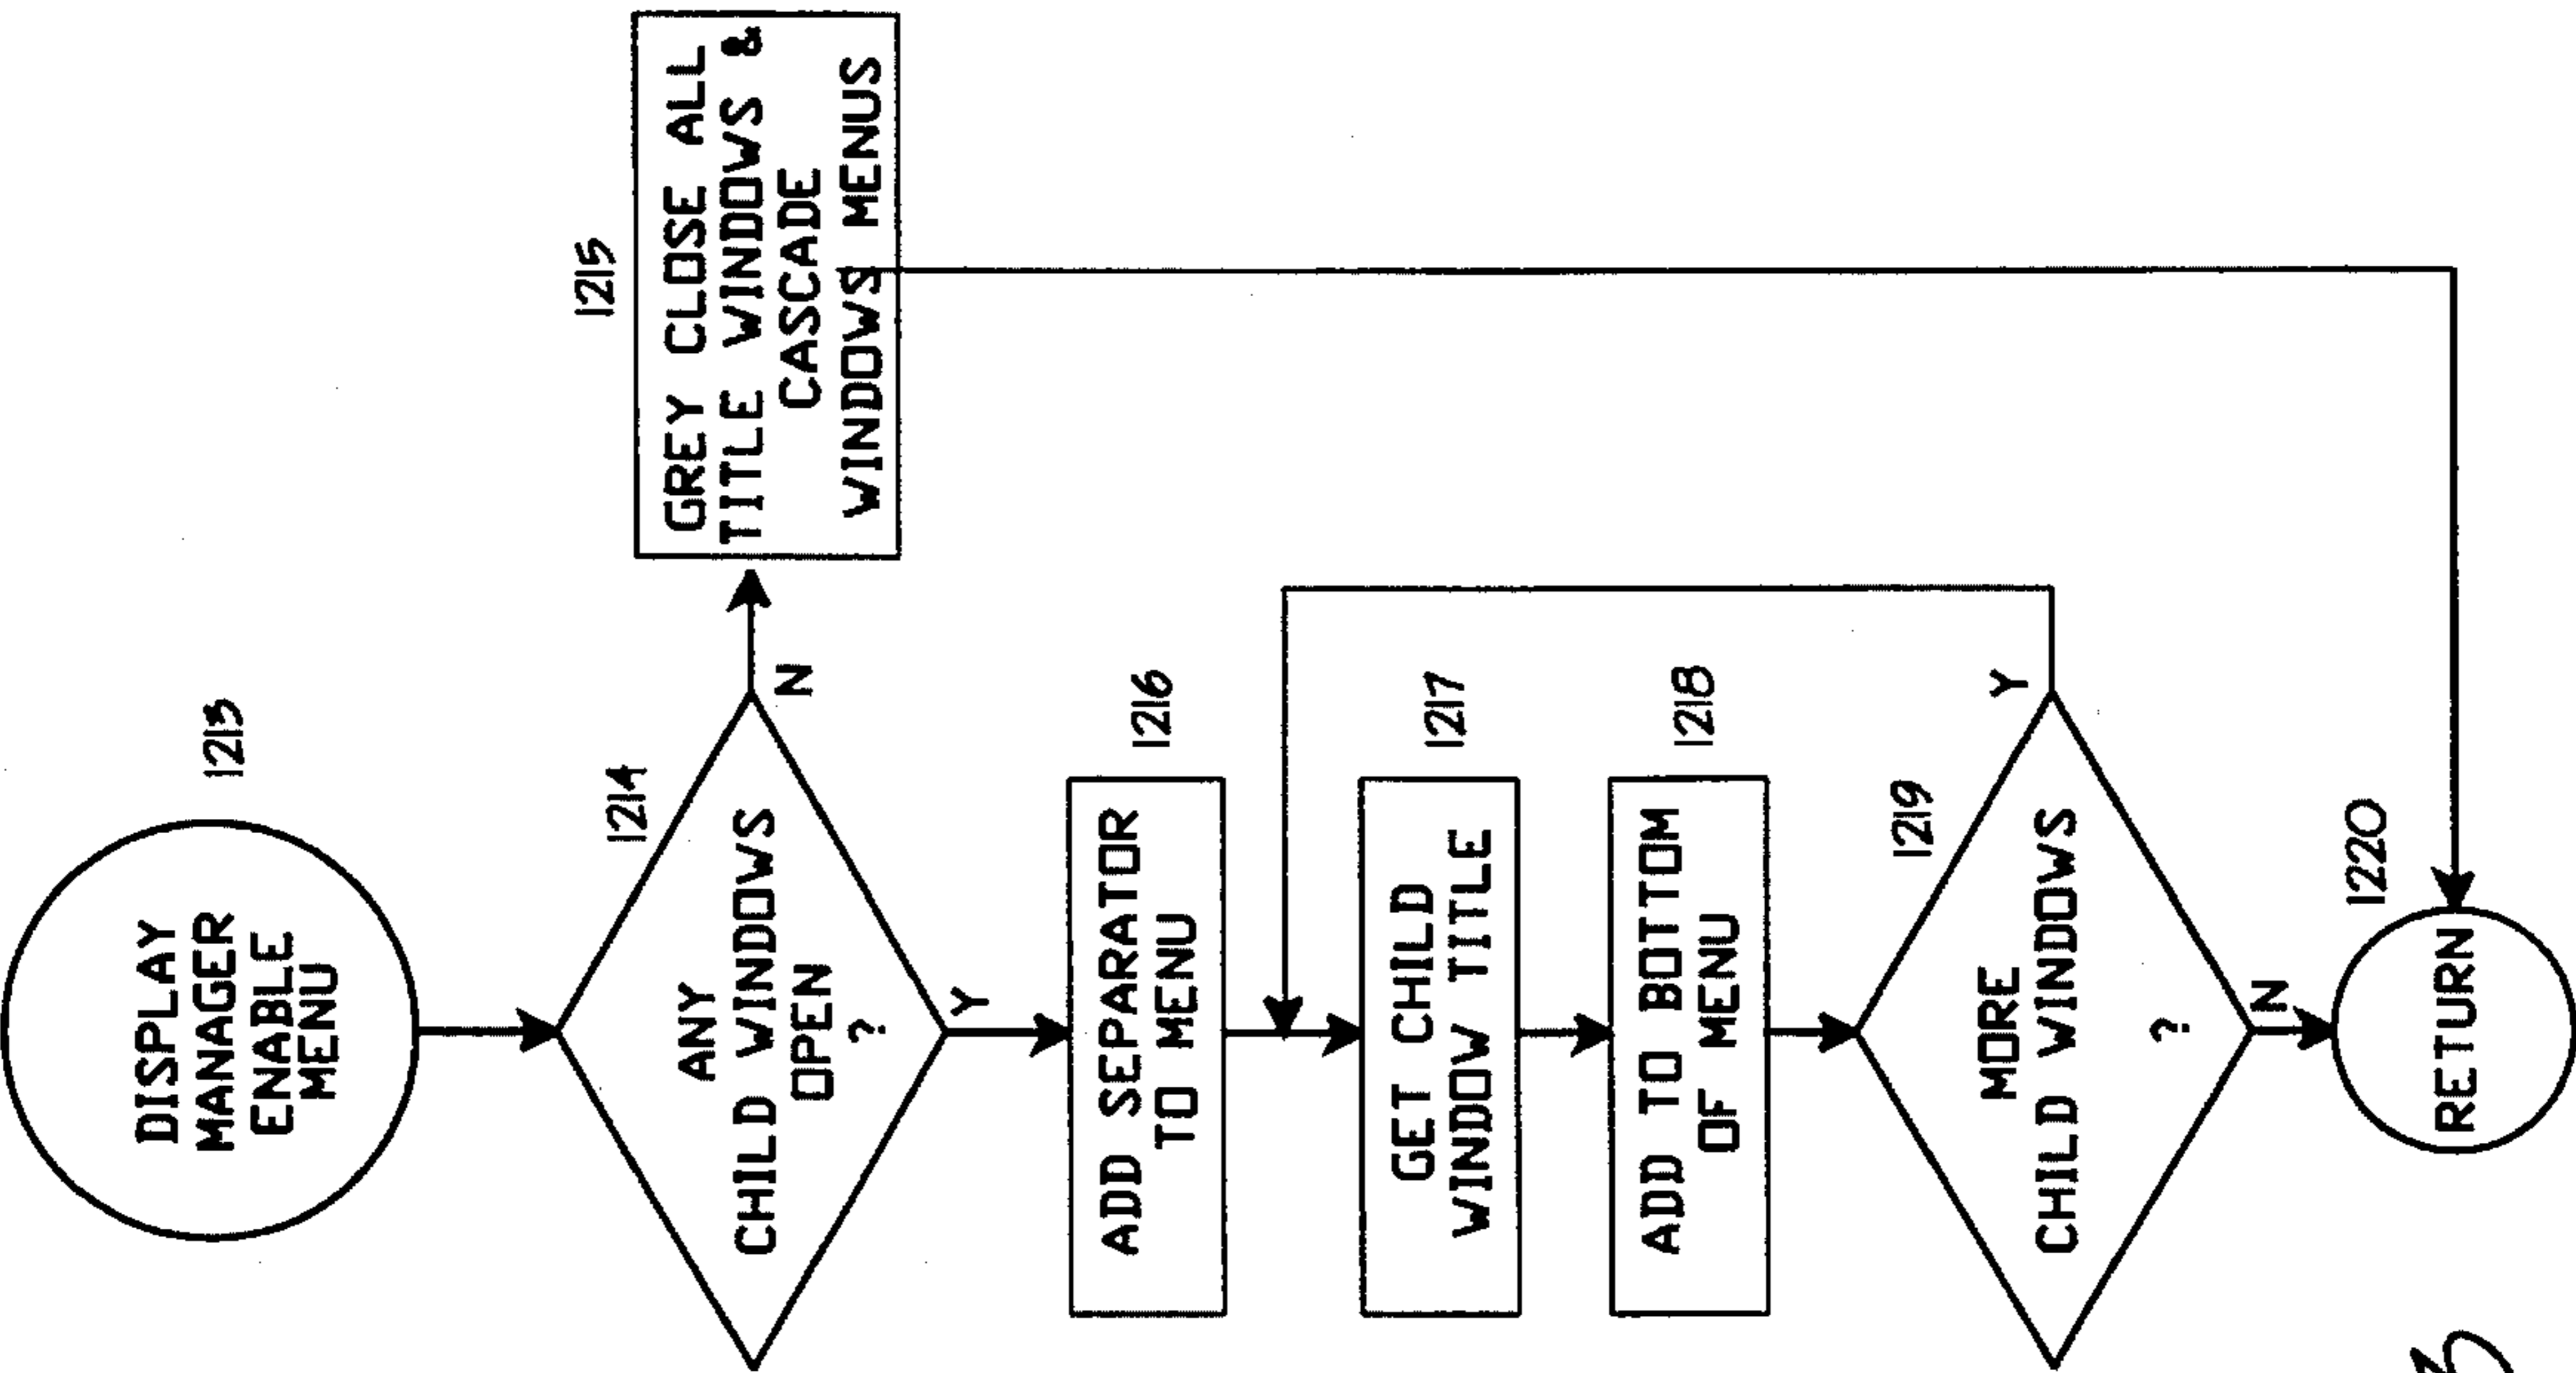 DISPLAY
MANAGER
ENABLE
MENU
1213
ANY
CHILD WINDOWS
OPEN
?
1214
N
Y
GREY CLOSE ALL
TITLE WINDOWS &
CASCADE
WINDOWS MENUS
1215
ADD SEPARATOR
TO MENU
1216
GET CHILD
WINDOW TITLE
1217
ADD TO BOTTOM
OF MENU
1218
MORE
CHILD WINDOWS
?
1219
Y
N
RETURN
1220